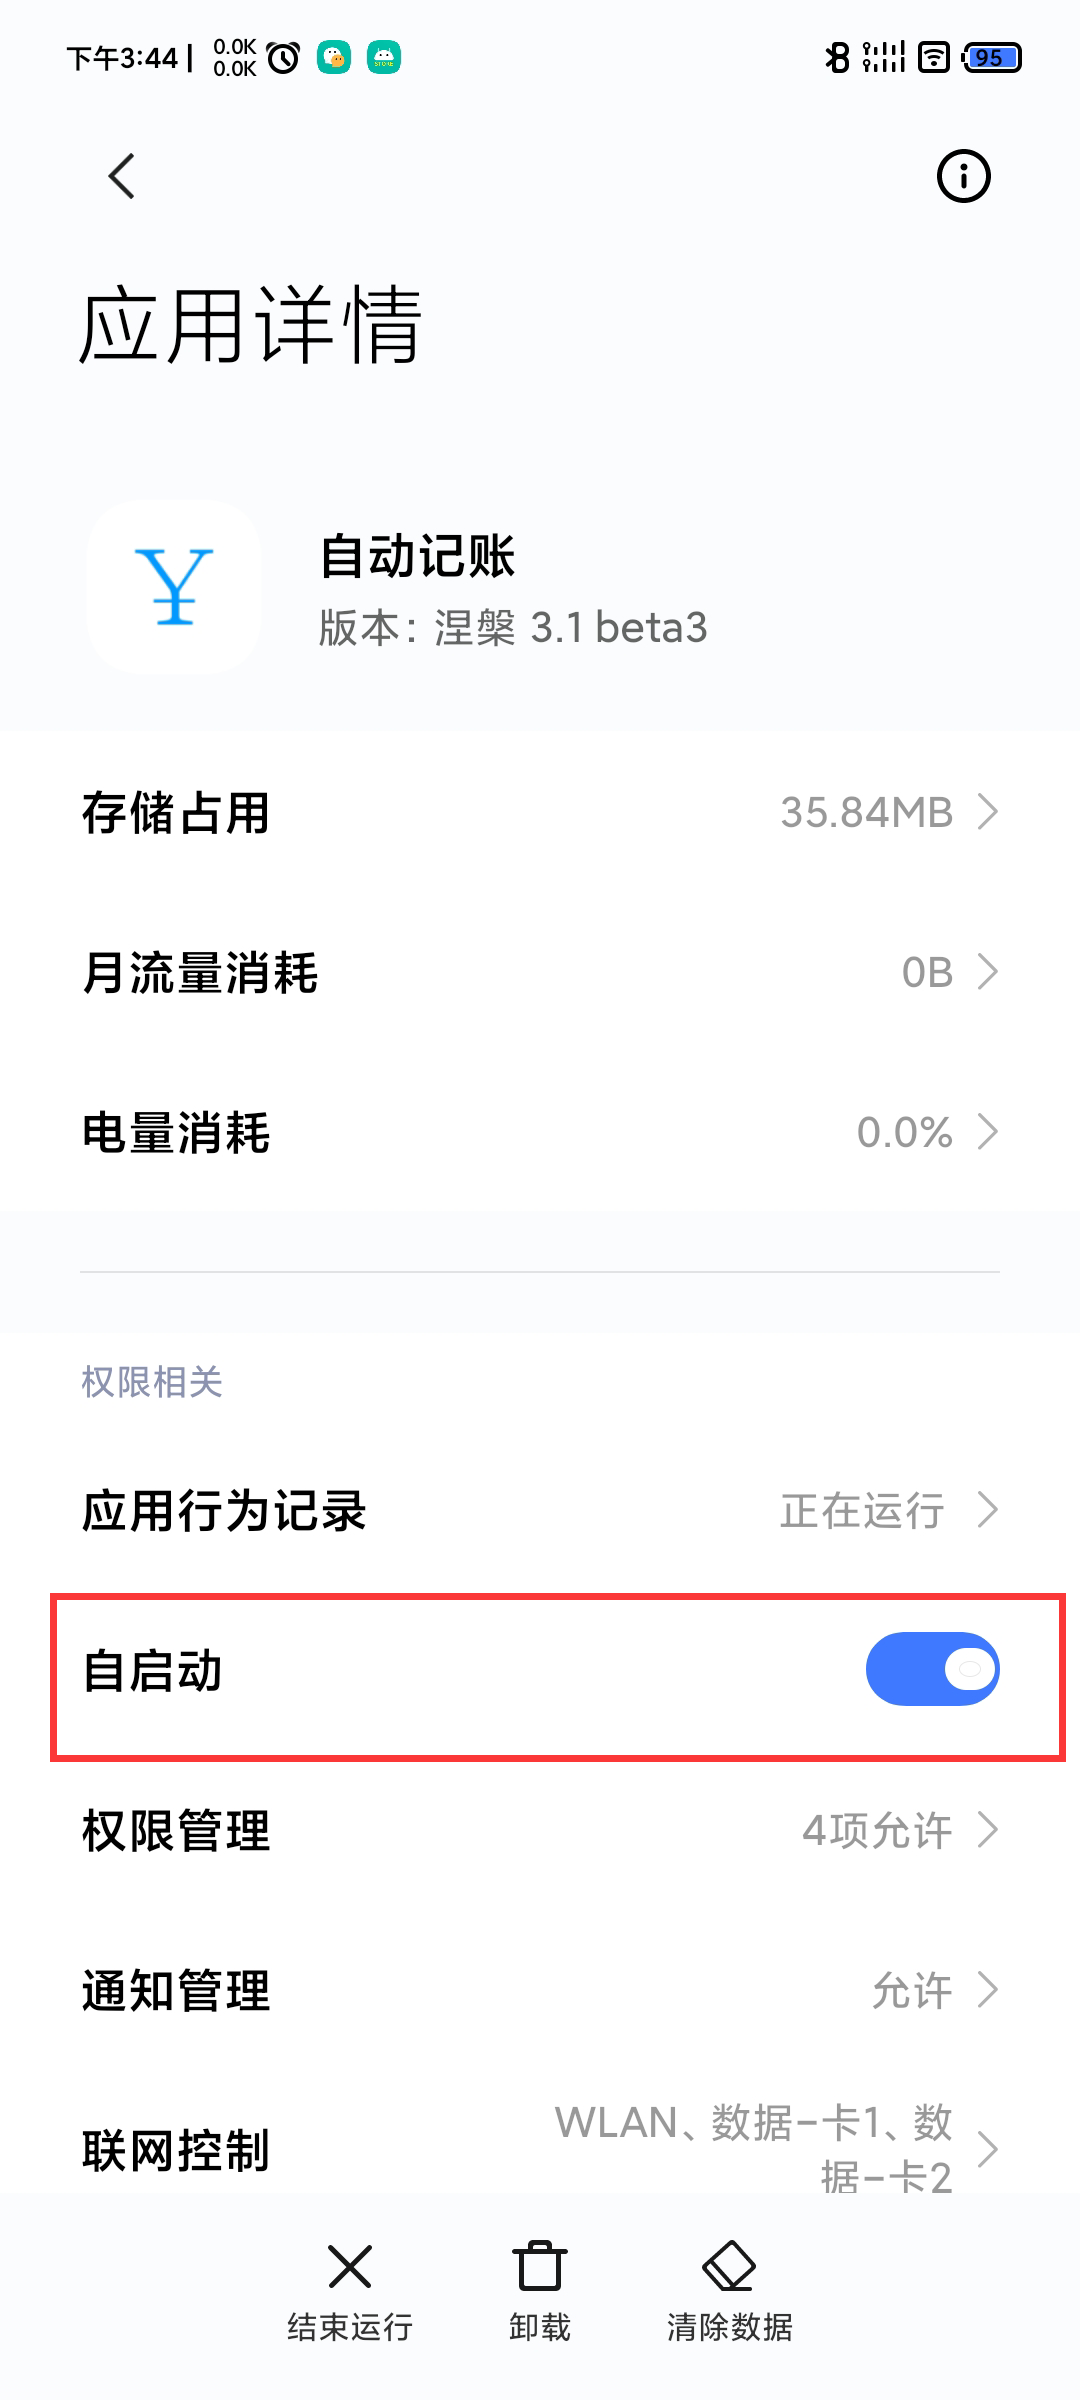 下午3:44 0.0K
0.0K
95
应用详情
自动记账
版本：涅槃 3.1 beta3
存储占用 35.84MB
月流量消耗 0B
电量消耗 0.0%
权限相关
应用行为记录 正在运行
自启动
权限管理 4项允许
通知管理 允许
联网控制 WLAN、数据-卡1、数
据-卡2
结束运行 卸载 清除数据